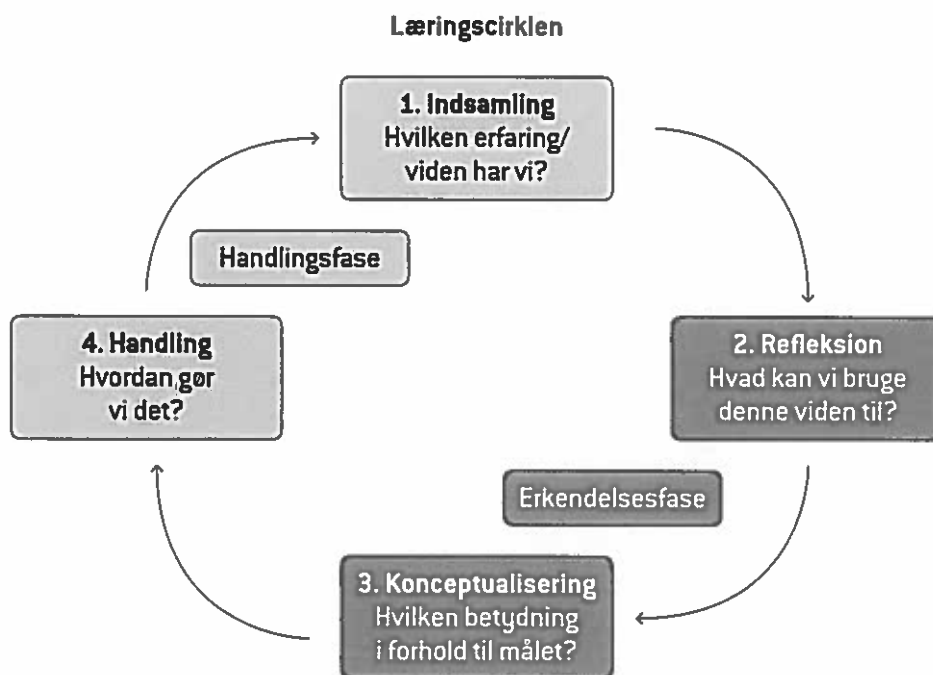 Læringscirklen
1. Indsamling
Hvilken erfaring/
viden har vi?
Handlingsfase
4. Handling
Hvordan gør
vi det?
2. Refleksion
Hvad kan vi bruge
denne viden til?
Erkendelsesfase
3. Konceptualisering
Hvilken betydning
i forhold til målet?